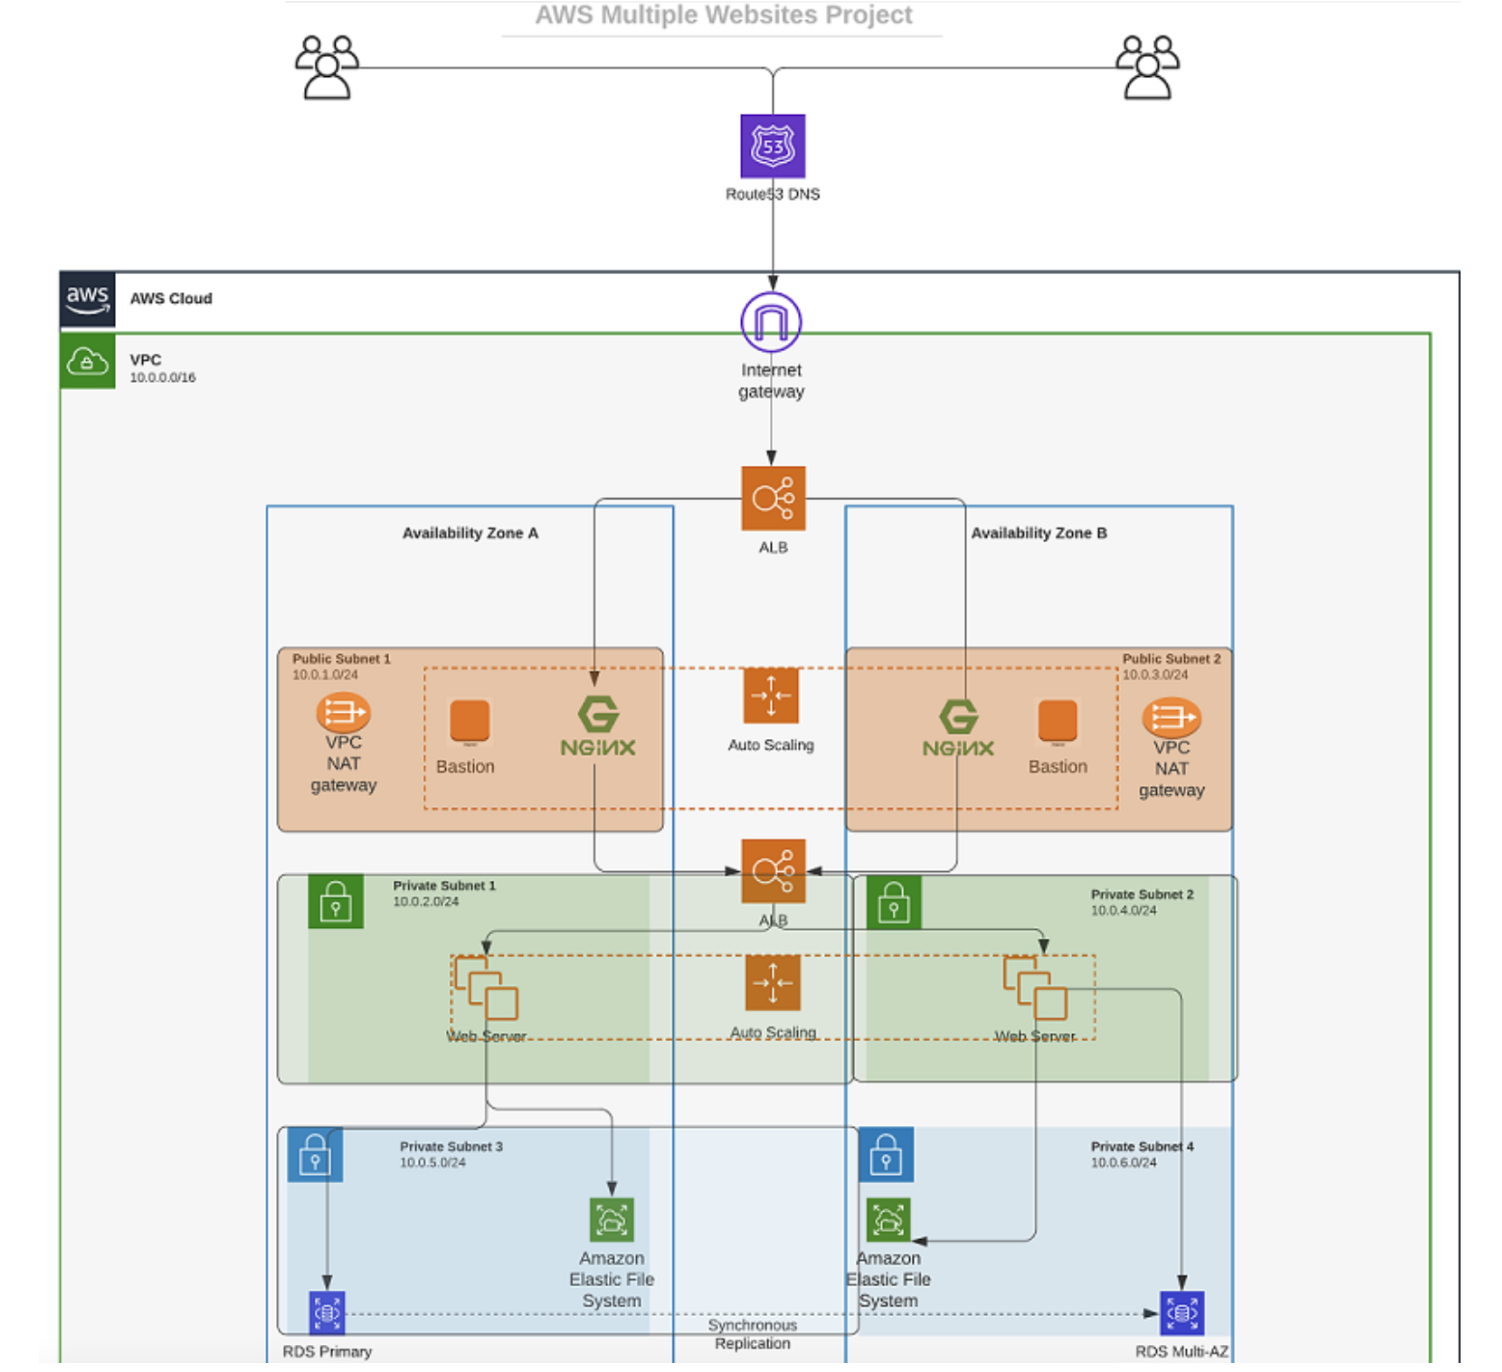 AWS Multiple Websites Project
53
Route53 DNS
aws
AWS Cloud
VPC
10.0.0.0/16
Internet
gateway
ALB
Availability Zone A
Availability Zone B
Public Subnet 1
10.0.1.0/24
VPC
NAT
gateway
Bastion
NGINX
Auto Scaling
Public Subnet 2
10.0.3.0/24
NGINX
Bastion
VPC
NAT
gateway
ALB
Private Subnet 1
10.0.2.0/24
Private Subnet 2
10.0.4.0/24
Web Server
Auto Scaling
Web Server
Private Subnet 3
10.0.5.0/24
Private Subnet 4
10.0.6.0/24
Amazon
Elastic File
System
Amazon
Elastic File
System
Synchronous
Replication
RDS Primary
RDS Multi-AZ